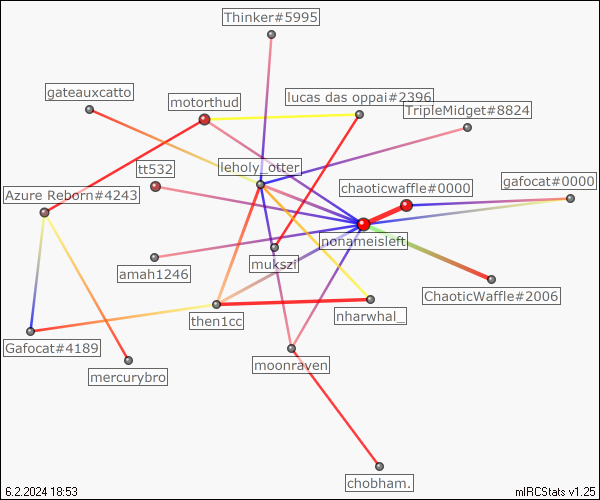 Thinker#5995
gateauxcatto
motorthud
lucas das oppai#2396
TripleMidget#8824
tt532
leholy_otter
chaoticwaffle#0000
gafocat#0000
Azure Reborn#4243
nonameisleft
mukszi
amah1246
ChaoticWaffle#2006
then1cc
nharwhal_
Gafocat#4189
mercurybro
moonraven
chobham.
6.2.2024 18:53
mIRCStats v1.25